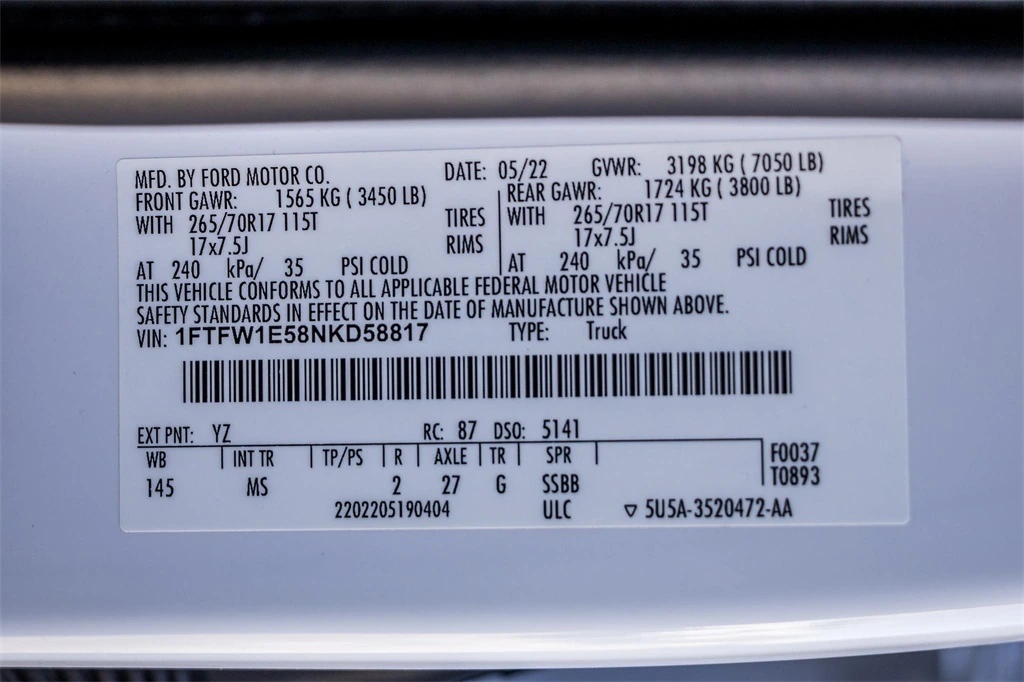 MFD. BY FORD MOTOR CO. DATE: 05/22 GVWR: 3198 KG ( 7050 LB)
FRONT GAWR: 1565 KG ( 3450 LB) REAR GAWR: 1724 KG ( 3800 LB)
WITH 265/70R17 115T TIRES WITH 265/70R17 115T TIRES
17x7.5J RIMS 17x7.5J RIMS
AT 240 kPa/ 35 PSI COLD AT 240 kPa/ 35 PSI COLD
THIS VEHICLE CONFORMS TO ALL APPLICABLE FEDERAL MOTOR VEHICLE
SAFETY STANDARDS IN EFFECT ON THE DATE OF MANUFACTURE SHOWN ABOVE.
VIN: 1FTFW1E58NKD58817 TYPE: Truck
EXT PNT: YZ RC: 87 DSO: 5141
WB INT TR TP/PS R AXLE TR SPR F0037
145 MS 2 27 G SSBB T0893
2202205190404 ULC ▽ 5U5A-3520472-AA